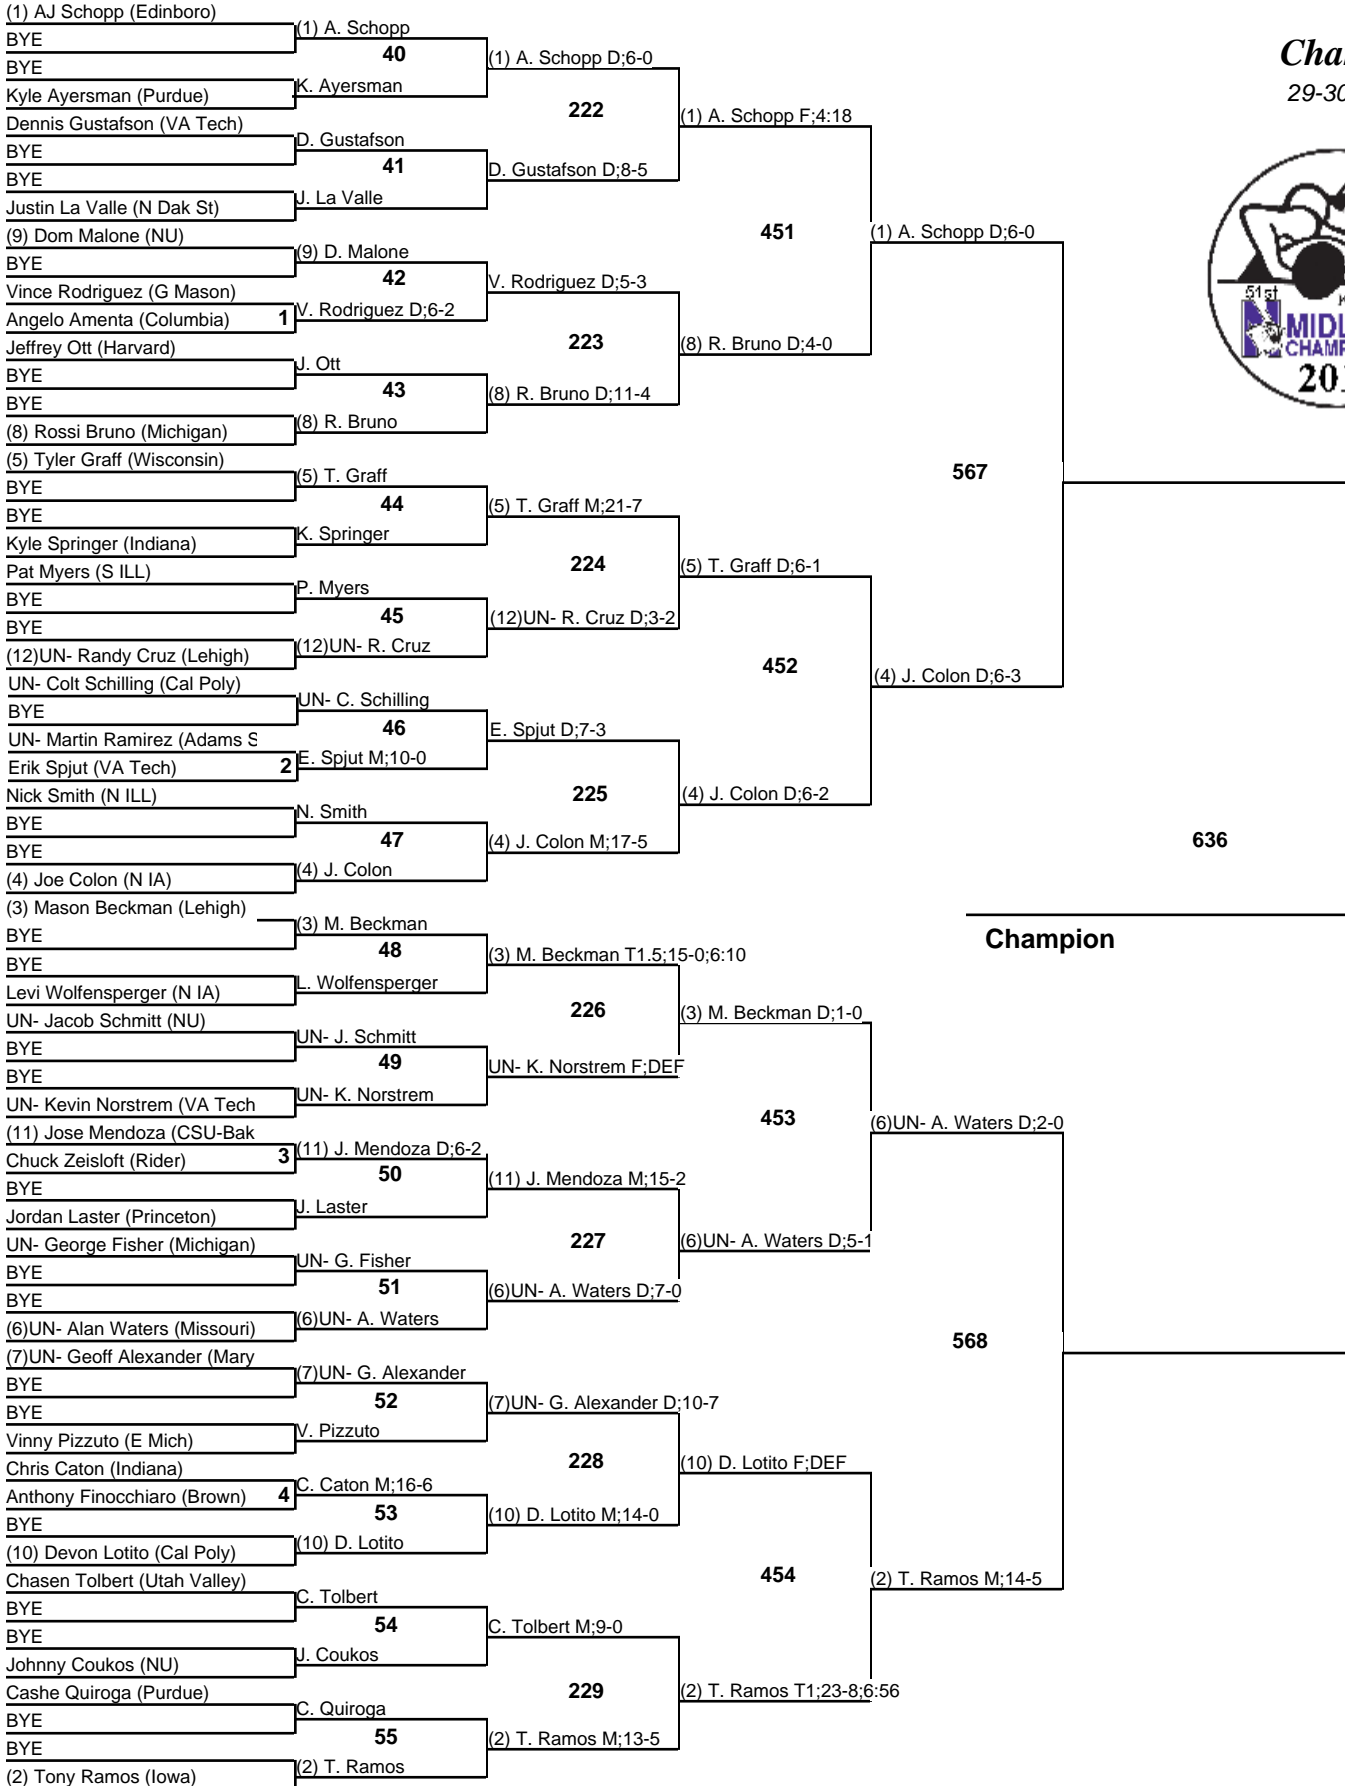 (1) AJ Schopp (Edinboro)
BYE
BYE
Kyle Ayersman (Purdue)
Dennis Gustafson (VA Tech)
BYE
BYE
Justin La Valle (N Dak St)
(9) Dom Malone (NU)
BYE
Vince Rodriguez (G Mason)
Angelo Amenta (Columbia) 1
Jeffrey Ott (Harvard)
BYE
BYE
(8) Rossi Bruno (Michigan)
(5) Tyler Graff (Wisconsin)
BYE
BYE
Kyle Springer (Indiana)
Pat Myers (S ILL)
BYE
BYE
(12)UN- Randy Cruz (Lehigh)
UN- Colt Schilling (Cal Poly)
BYE
UN- Martin Ramirez (Adams S
Erik Spjut (VA Tech) 2
Nick Smith (N ILL)
BYE
BYE
(4) Joe Colon (N IA)
(3) Mason Beckman (Lehigh)
BYE
BYE
Levi Wolfensperger (N IA)
UN- Jacob Schmitt (NU)
BYE
BYE
UN- Kevin Norstrem (VA Tech
(11) Jose Mendoza (CSU-Bak
Chuck Zeisloft (Rider) 3
BYE
Jordan Laster (Princeton)
UN- George Fisher (Michigan)
BYE
BYE
(6)UN- Alan Waters (Missouri)
(7)UN- Geoff Alexander (Mary
BYE
BYE
Vinny Pizzuto (E Mich)
Chris Caton (Indiana)
Anthony Finocchiaro (Brown) 4
BYE
(10) Devon Lotito (Cal Poly)
Chasen Tolbert (Utah Valley)
BYE
BYE
Johnny Coukos (NU)
Cashe Quiroga (Purdue)
BYE
BYE
(2) Tony Ramos (Iowa)
(1) A. Schopp
40
K. Ayersman
D. Gustafson
41
J. La Valle
(9) D. Malone
42
V. Rodriguez D;6-2
J. Ott
43
(8) R. Bruno
(5) T. Graff
44
K. Springer
P. Myers
45
(12)UN- R. Cruz
UN- C. Schilling
46
E. Spjut M;10-0
N. Smith
47
(4) J. Colon
(3) M. Beckman
48
L. Wolfensperger
UN- J. Schmitt
49
UN- K. Norstrem
(11) J. Mendoza D;6-2
50
J. Laster
UN- G. Fisher
51
(6)UN- A. Waters
(7)UN- G. Alexander
52
V. Pizzuto
C. Caton M;16-6
53
(10) D. Lotito
C. Tolbert
54
J. Coukos
C. Quiroga
55
(2) T. Ramos
(1) A. Schopp D;6-0
222
D. Gustafson D;8-5
V. Rodriguez D;5-3
223
(8) R. Bruno D;11-4
(5) T. Graff M;21-7
224
(12)UN- R. Cruz D;3-2
E. Spjut D;7-3
225
(4) J. Colon M;17-5
(3) M. Beckman T1.5;15-0;6:10
226
UN- K. Norstrem F;DEF
(11) J. Mendoza M;15-2
227
(6)UN- A. Waters D;7-0
(7)UN- G. Alexander D;10-7
228
(10) D. Lotito M;14-0
C. Tolbert M;9-0
229
(2) T. Ramos M;13-5
(1) A. Schopp F;4:18
451
(8) R. Bruno D;4-0
(5) T. Graff D;6-1
452
(4) J. Colon D;6-2
(3) M. Beckman D;1-0
453
(6)UN- A. Waters D;5-1
(10) D. Lotito F;DEF
454
(2) T. Ramos T1;23-8;6:56
(1) A. Schopp D;6-0
567
(4) J. Colon D;6-3
(6)UN- A. Waters D;2-0
568
(2) T. Ramos M;14-5
636
Champion
Cha
29-30
51st
MIDL
CHAMP
201